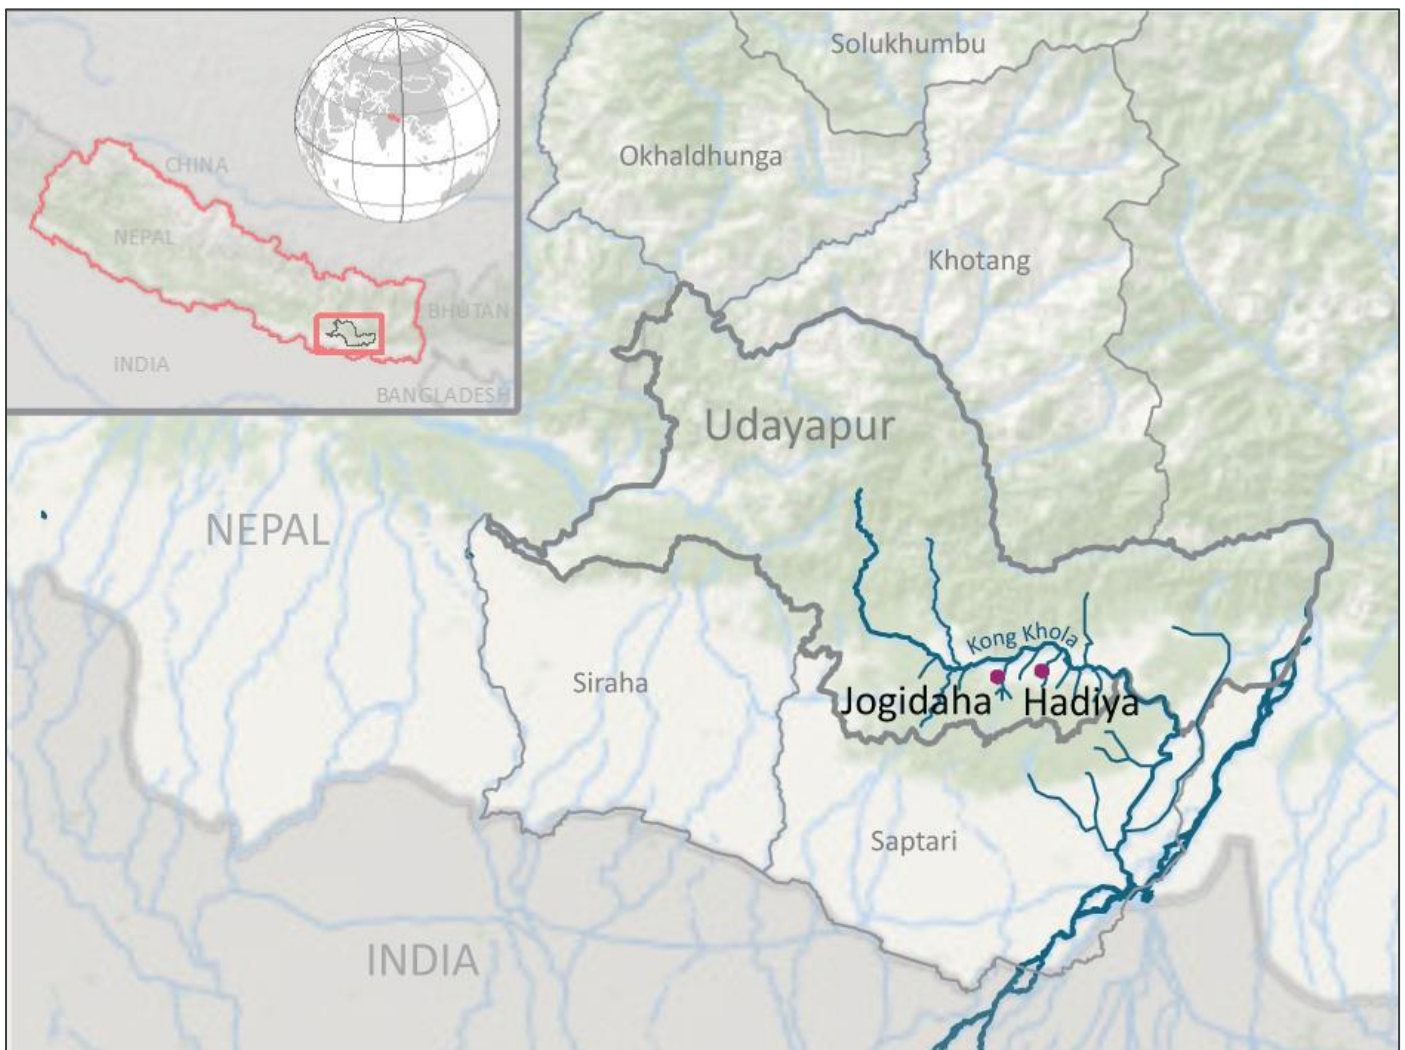 Solukhumbu
CHINA
Okhaldhunga
NEPAL
Khotang
BHUTAN
INDIA
BANGLADESH
Udayapur
NEPAL
Kong Khola
Siraha
Jogidaha
Hadiya
Saptari
INDIA